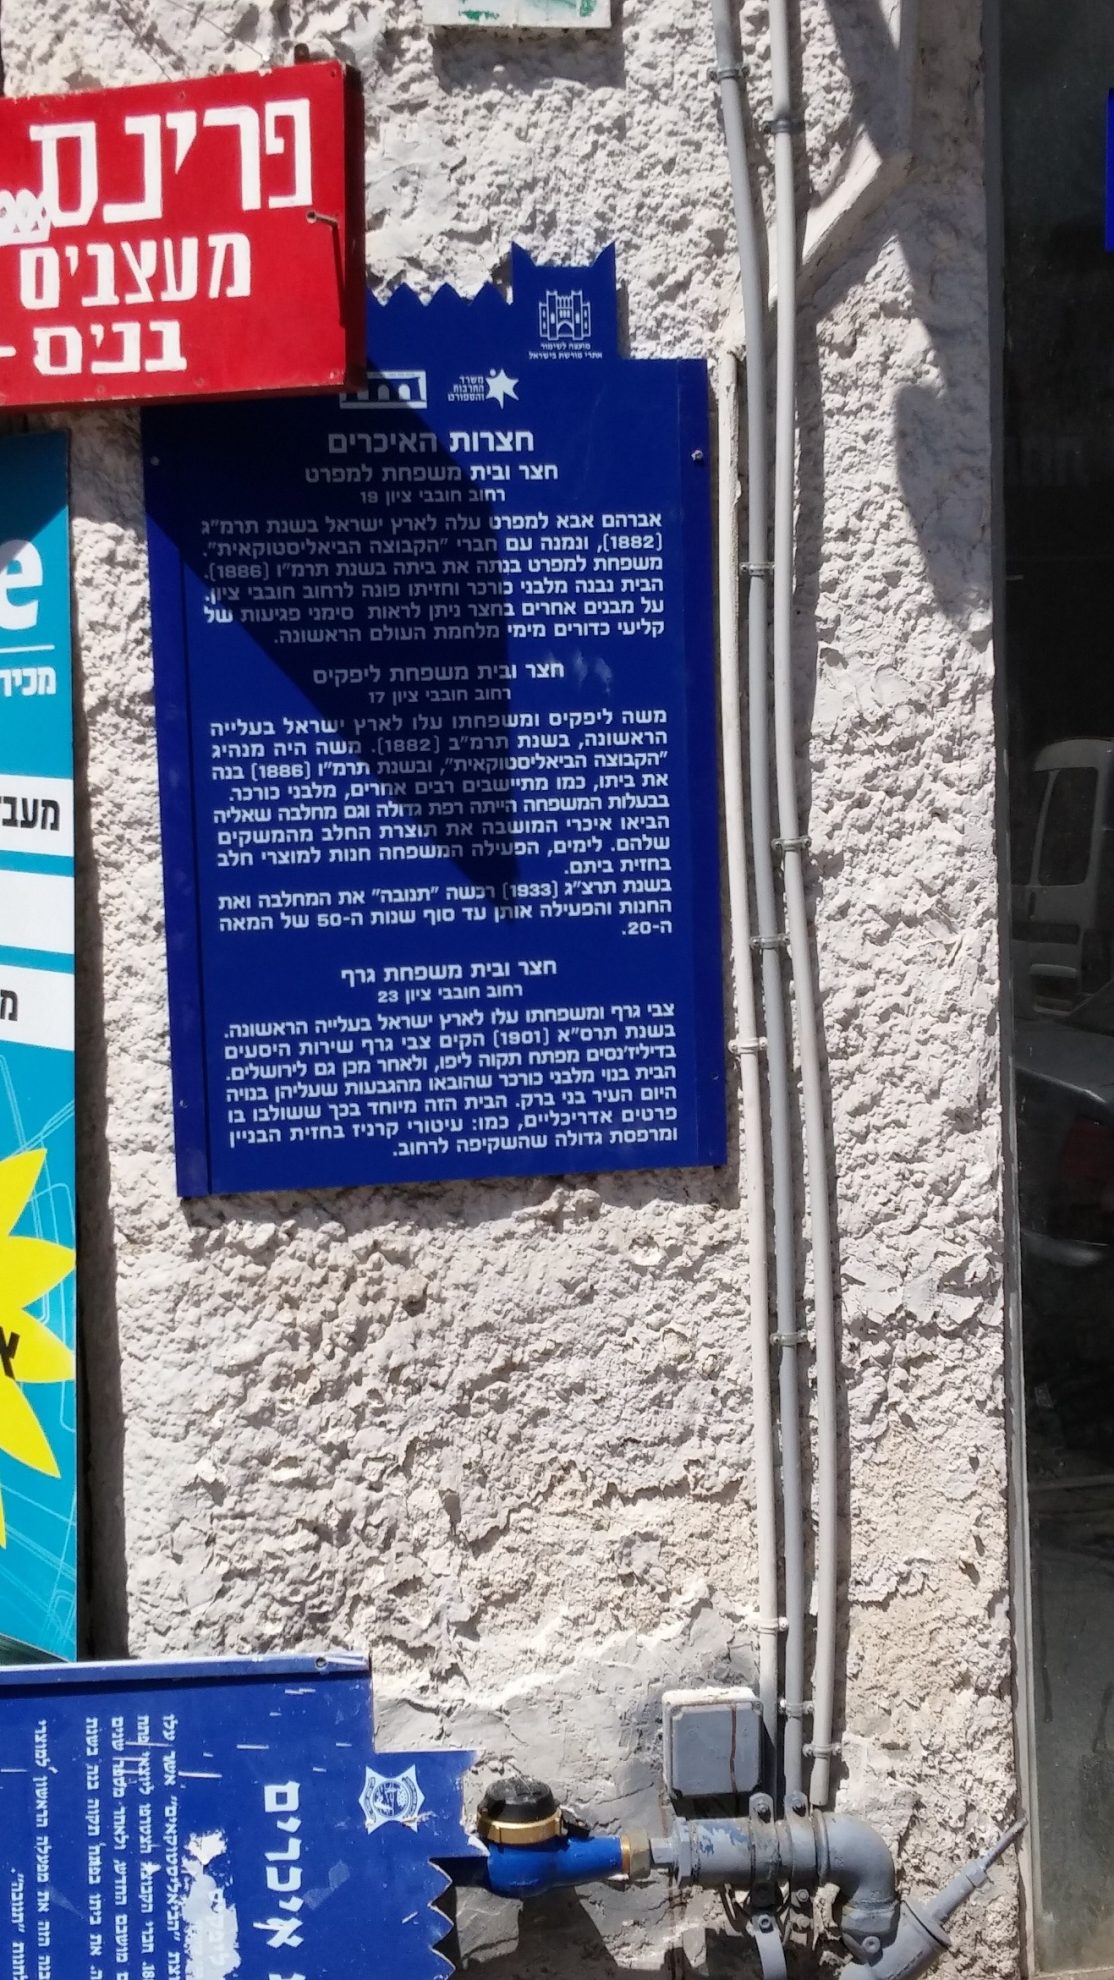 פרינס
מעצבים
בכיס
המועצה לשימור
אתרי מורשת בישראל
משרד
התרבות
והספורט
חצרות האיכרים
חצר ובית משפחת למפרט
רחוב חובבי ציון 19
אברהם אבא למפרט עלה לארץ ישראל בשנת תרמ"ג
(1882), ונמנה עם חברי "הקבוצה הביאליסטוקאית".
משפחת למפרט בנתה את ביתה בשנת תרמ"ו (1886).
הבית נבנה מלבני כורכר וחזיתו פונה לרחוב חובבי ציון.
על מבנים אחרים בחצר ניתן לראות סימני פגיעות של
קליעי כדורים מימי מלחמת העולם הראשונה.
חצר ובית משפחת ליפקיס
רחוב חובבי ציון 17
משה ליפקיס ומשפחתו עלו לארץ ישראל בעלייה
הראשונה, בשנת תרמ"ב (1882). משה היה מנהיג
"הקבוצה הביאליסטוקאית", ובשנת תרמ"ו (1886) בנה
את ביתו, כמו מתיישבים רבים אחרים, מלבני כורכר.
בבעלות המשפחה הייתה רפת גדולה וגם מחלבה שאליה
הביאו איכרי המושבה את תוצרת החלב מהמשקים
שלהם. לימים, הפעילה המשפחה חנות למוצרי חלב
בחזית ביתם.
בשנת תרצ"ג (1933) רכשה "תנובה" את המחלבה ואת
החנות והפעילה אותן עד סוף שנות ה-50 של המאה
ה-20.
חצר ובית משפחת גרף
רחוב חובבי ציון 23
צבי גרף ומשפחתו עלו לארץ ישראל בעלייה הראשונה.
בשנת תרס"א (1901) הקים צבי גרף שירות היסעים
בדיליז'נסים מפתח תקווה ליפו, ולאחר מכן גם לירושלים.
הבית בנוי מלבני כורכר שהובאו מהגבעות שעליהן בנויה
היום העיר בני ברק. הבית הזה מיוחד בכך ששולבו בו
פרטים אדריכליים, כמו: עיטורי קרניז בחזית הבניין
ומרפסת גדולה שהשקיפה לרחוב.
e
איכרים